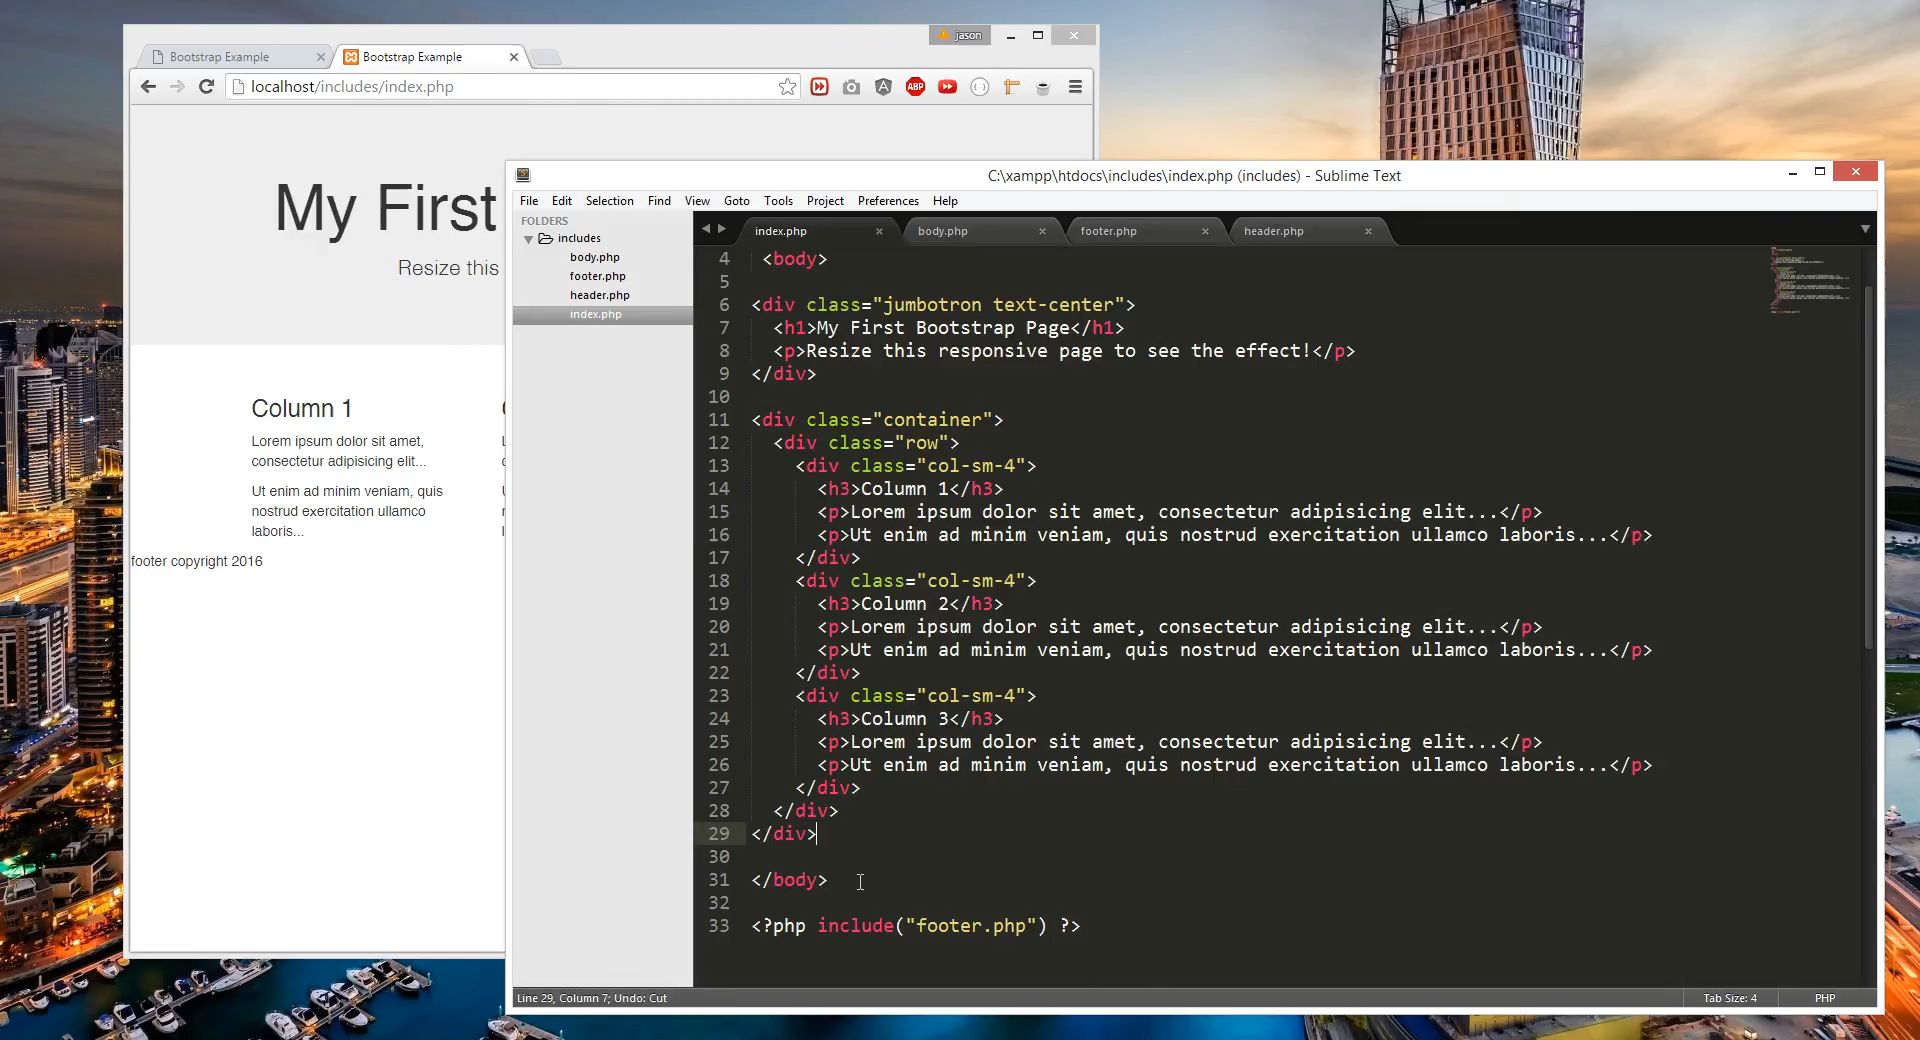 jason
Bootstrap Example
Bootstrap Example
localhost/includes/index.php
ABP
My First
Resize this
Column 1
Lorem ipsum dolor sit amet,
consectetur adipisicing elit...
Ut enim ad minim veniam, quis
nostrud exercitation ullamco
laboris...
footer copyright 2016
C:\xampp\htdocs\includes\index.php (includes) - Sublime Text
File Edit Selection Find View Goto Tools Project Preferences Help
FOLDERS
includes
body.php
footer.php
header.php
index.php
index.php body.php footer.php header.php
4 <body>
5
6 <div class="jumbotron text-center">
7 <h1>My First Bootstrap Page</h1>
8 <p>Resize this responsive page to see the effect!</p>
9 </div>
10
11 <div class="container">
12 <div class="row">
13 <div class="col-sm-4">
14 <h3>Column 1</h3>
15 <p>Lorem ipsum dolor sit amet, consectetur adipisicing elit...</p>
16 <p>Ut enim ad minim veniam, quis nostrud exercitation ullamco laboris...</p>
17 </div>
18 <div class="col-sm-4">
19 <h3>Column 2</h3>
20 <p>Lorem ipsum dolor sit amet, consectetur adipisicing elit...</p>
21 <p>Ut enim ad minim veniam, quis nostrud exercitation ullamco laboris...</p>
22 </div>
23 <div class="col-sm-4">
24 <h3>Column 3</h3>
25 <p>Lorem ipsum dolor sit amet, consectetur adipisicing elit...</p>
26 <p>Ut enim ad minim veniam, quis nostrud exercitation ullamco laboris...</p>
27 </div>
28 </div>
29 </div>
30
31 </body>
32
33 <?php include("footer.php") ?>
Line 29, Column 7; Undo: Cut
Tab Size: 4
PHP